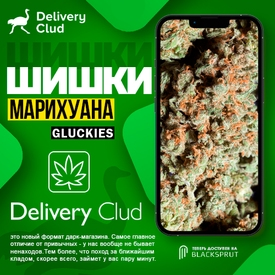 Delivery
Clud
ШИШКИ
МАРИХУАНА
GLUCKIES
Delivery Clud
это новый формат дарк-магазина. Самое главное
отличие от привычных - у нас вообще не бывает
ненаходов.Тем более, что поход за ближайшим
кладом, скорее всего, займет у вас пару минут.
ТЕПЕРЬ ДОСТУПЕН НА
BLACKSPRUT